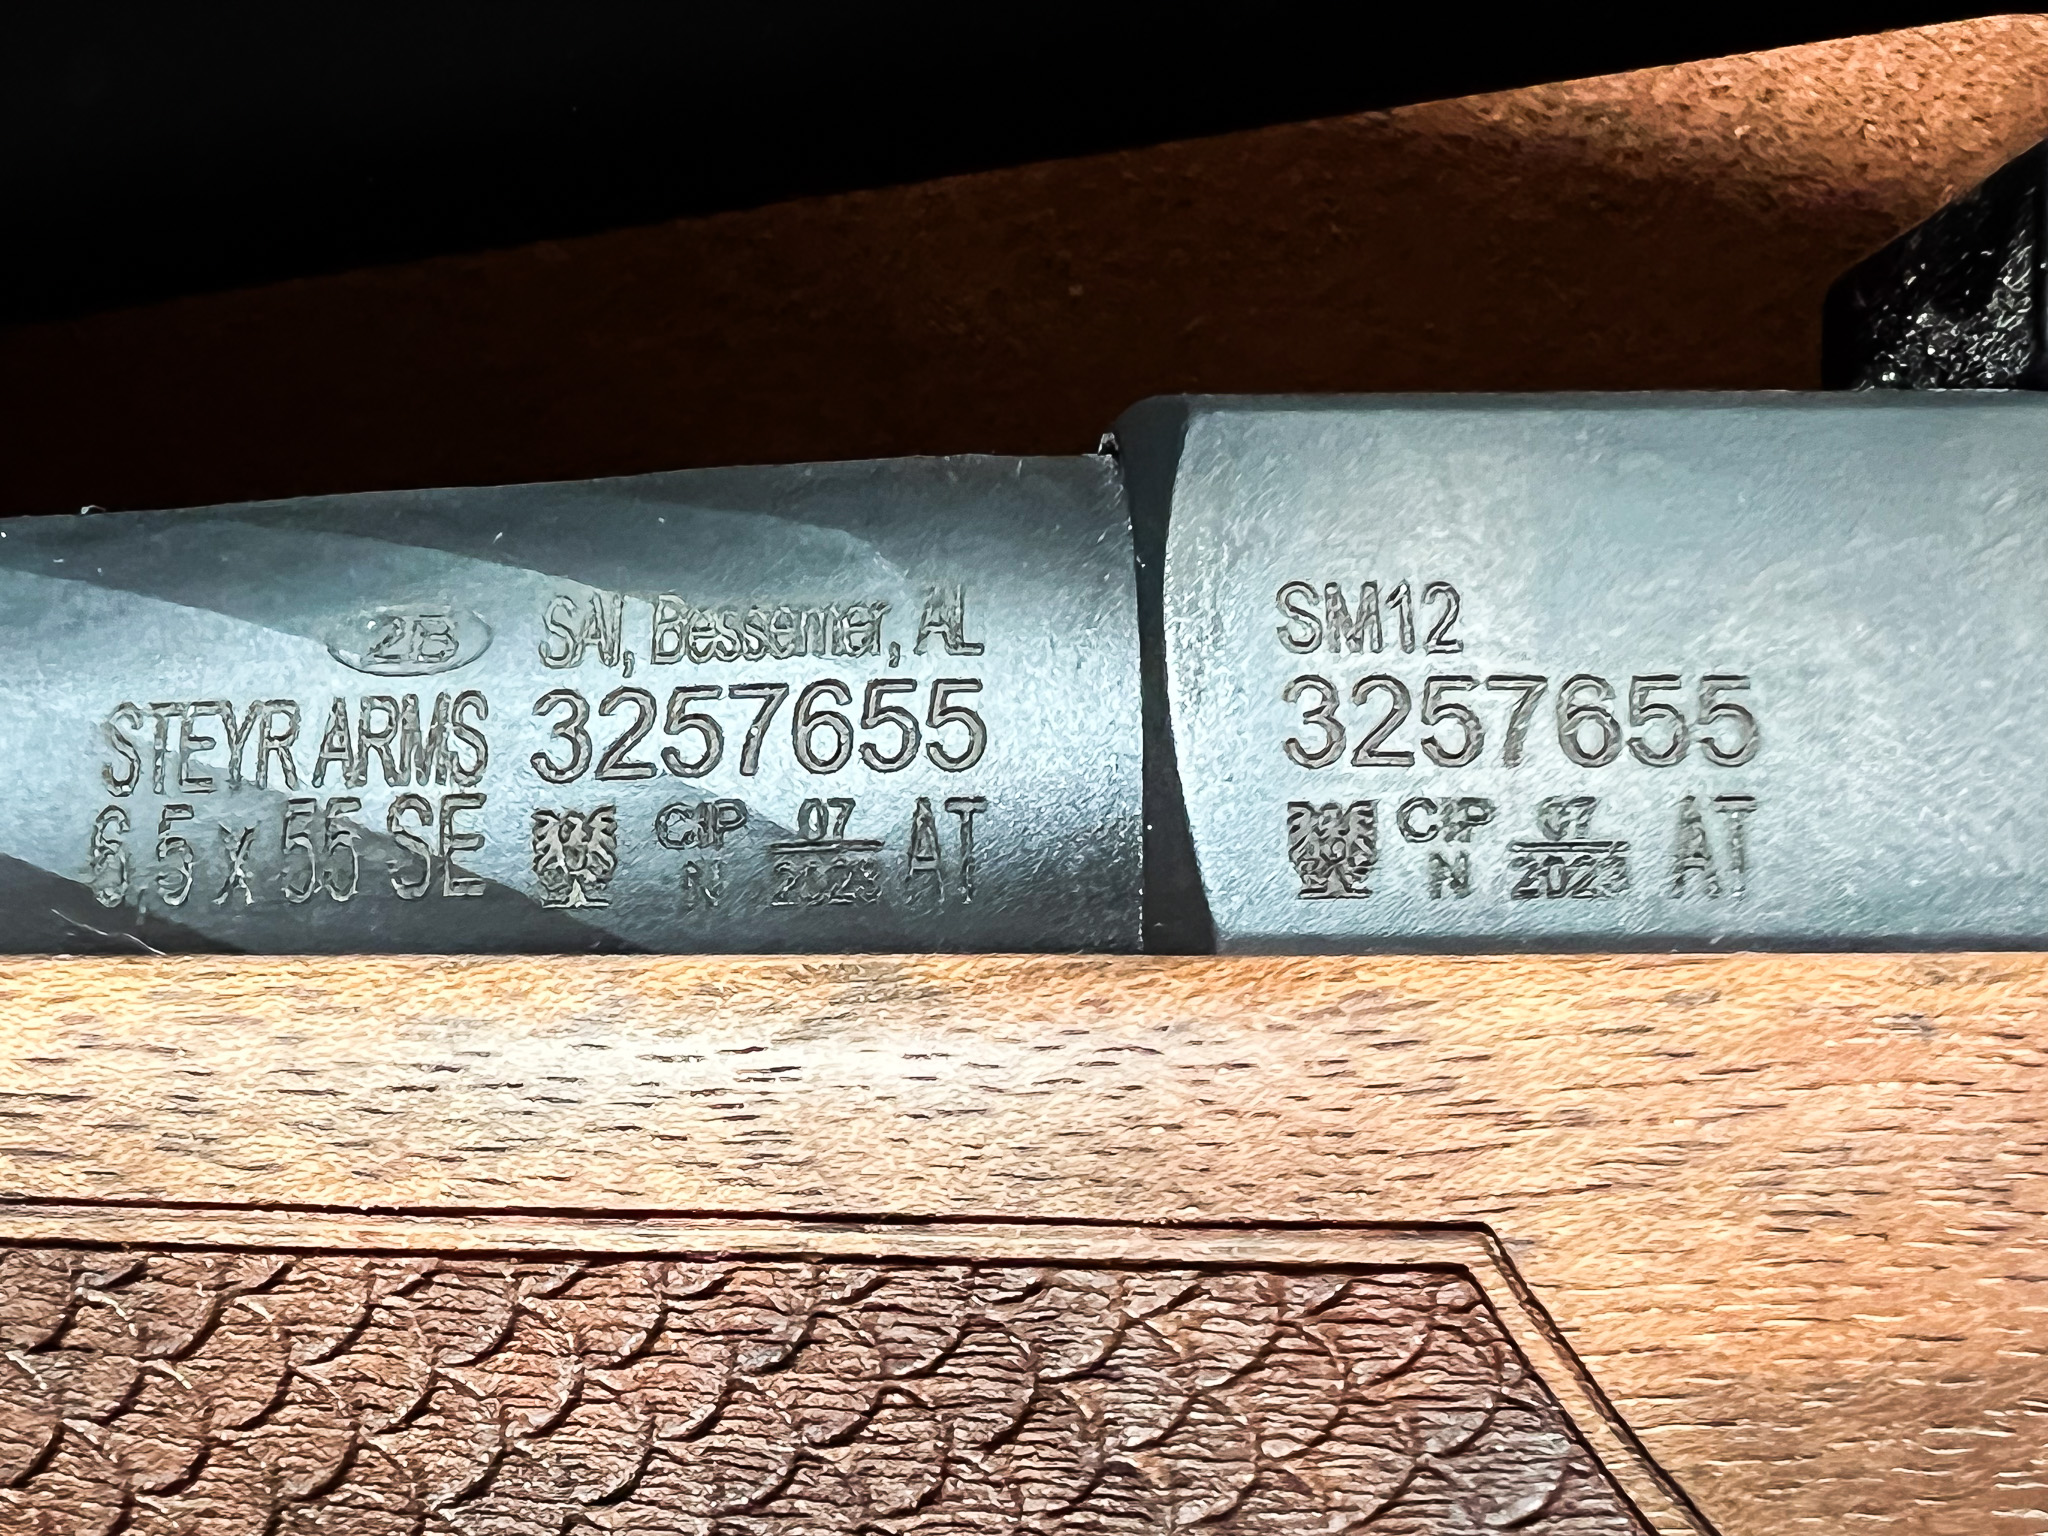 2B SAI, Bessemer, AL
STEYR ARMS 3257655
6,5 x 55 SE CIP N 07 2023 AT
SM12
3257655
CIP N 07 2023 AT